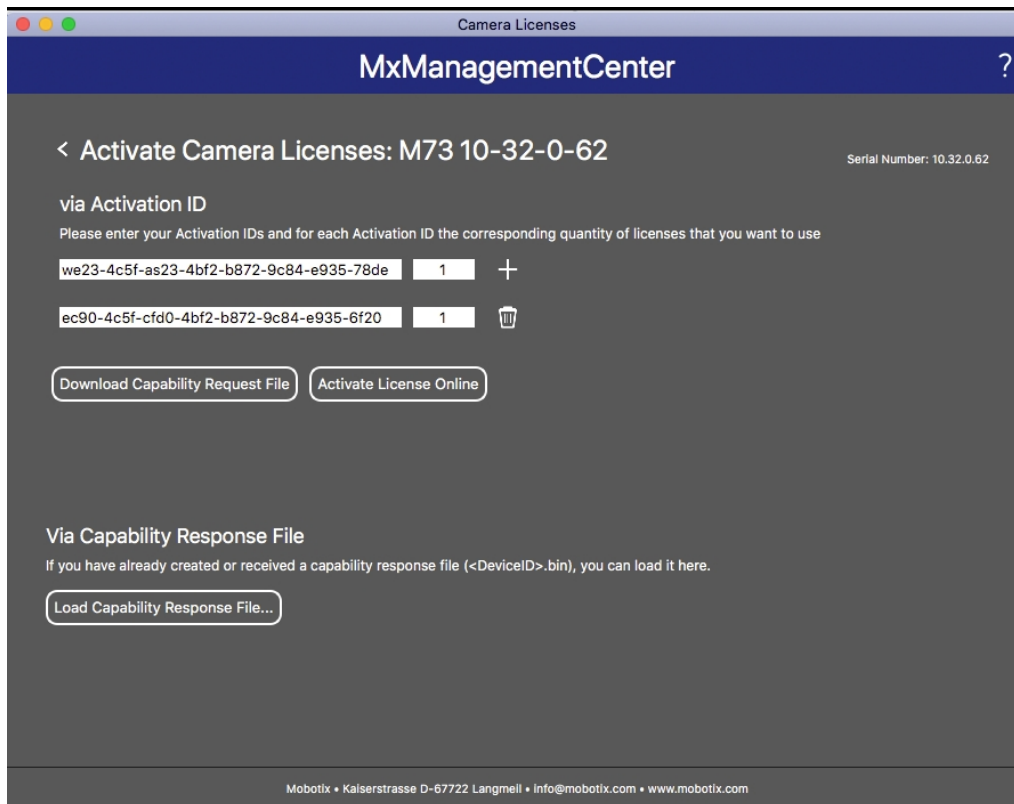 Camera Licenses
MxManagementCenter
?
< Activate Camera Licenses: M73 10-32-0-62
Serial Number: 10.32.0.62
via Activation ID
Please enter your Activation IDs and for each Activation ID the corresponding quantity of licenses that you want to use
we23-4c5f-as23-4bf2-b872-9c84-e935-78de 1 +
ec90-4c5f-cfd0-4bf2-b872-9c84-e935-6f20 1
Download Capability Request File Activate License Online
Via Capability Response File
If you have already created or received a capability response file (<DeviceID>.bin), you can load it here.
Load Capability Response File...
Mobotix • Kaiserstrasse D-67722 Langmeil • info@mobotix.com • www.mobotix.com